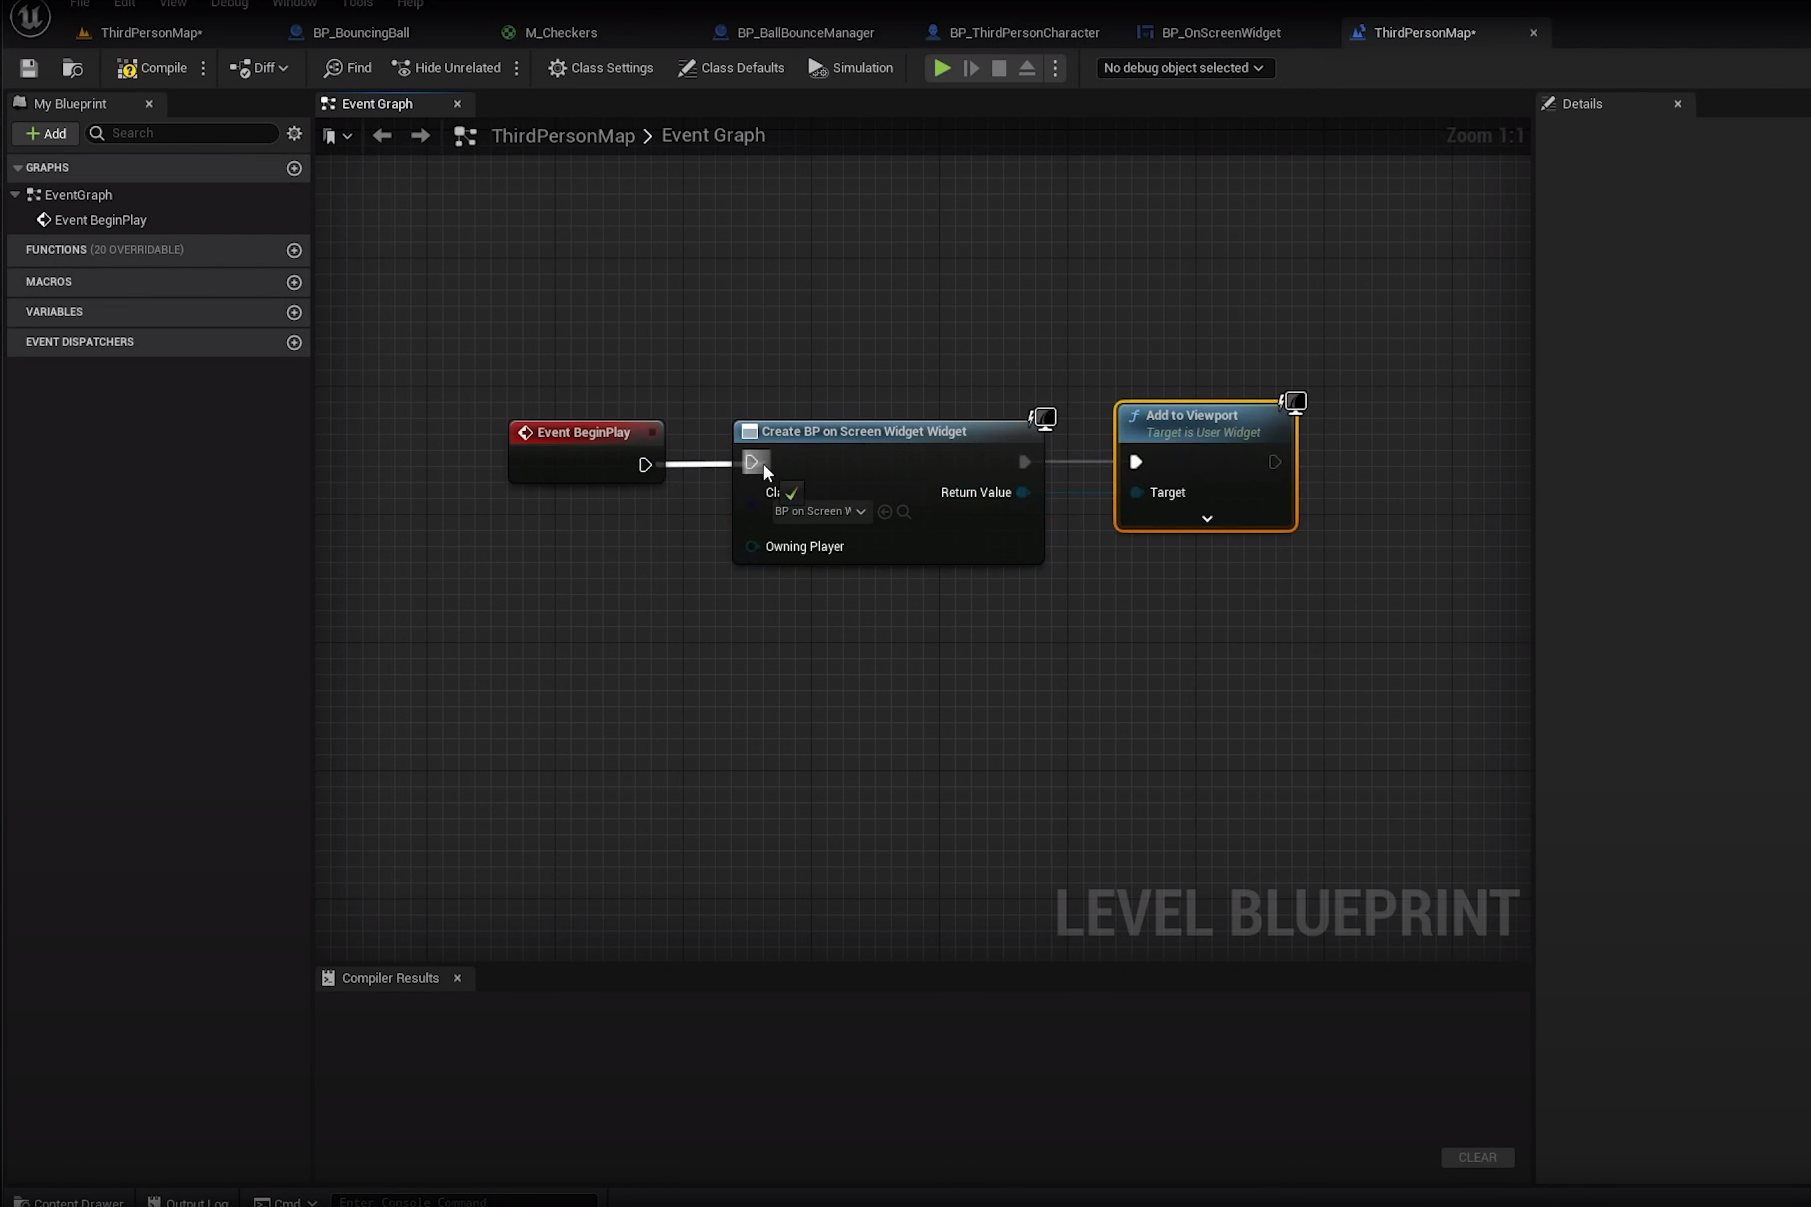 File Edit View Debug Window Tools Help
ThirdPersonMap* BP_BouncingBall M_Checkers BP_BallBounceManager BP_ThirdPersonCharacter BP_OnScreenWidget ThirdPersonMap*
Compile Diff Find Hide Unrelated Class Settings Class Defaults Simulation No debug object selected
My Blueprint Event Graph Details
Add Search ThirdPersonMap > Event Graph Zoom 1:1
GRAPHS
EventGraph
Event BeginPlay
FUNCTIONS (20 OVERRIDABLE)
MACROS
VARIABLES
EVENT DISPATCHERS
Event BeginPlay
Create BP on Screen Widget Widget
Return Value
BP on Screen W
Owning Player
Add to Viewport
Target is User Widget
Target
LEVEL BLUEPRINT
Compiler Results
CLEAR
Content Drawer Output Log Cmd Enter Console Command